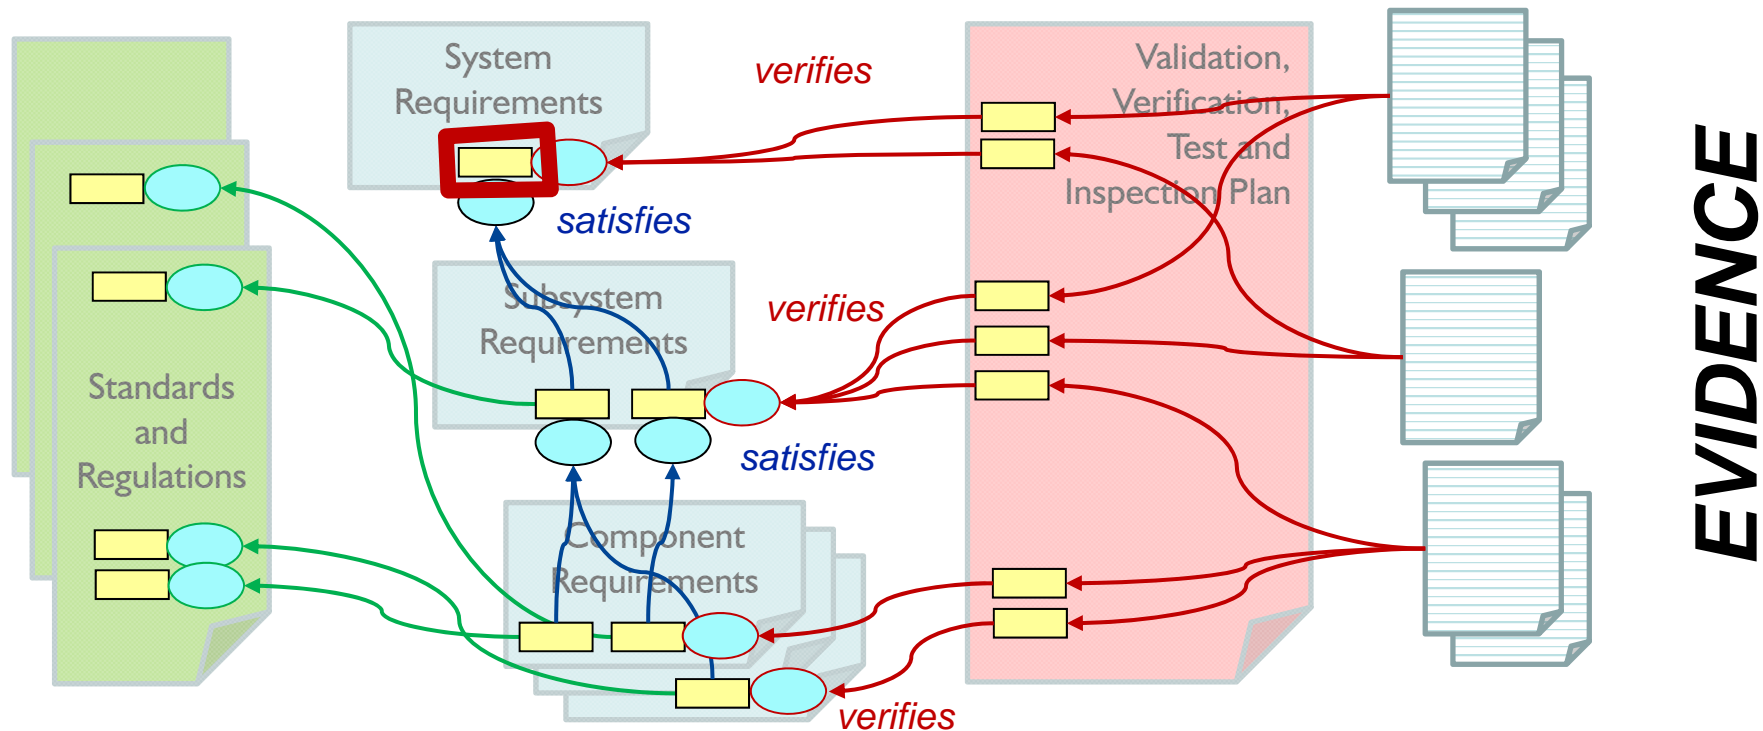 System
Requirements
verifies
Validation,
Verification,
Test and
Inspection Plan
satisfies
Subsystem
Requirements
verifies
Standards
and
Regulations
satisfies
Component
Requirements
verifies
EVIDENCE